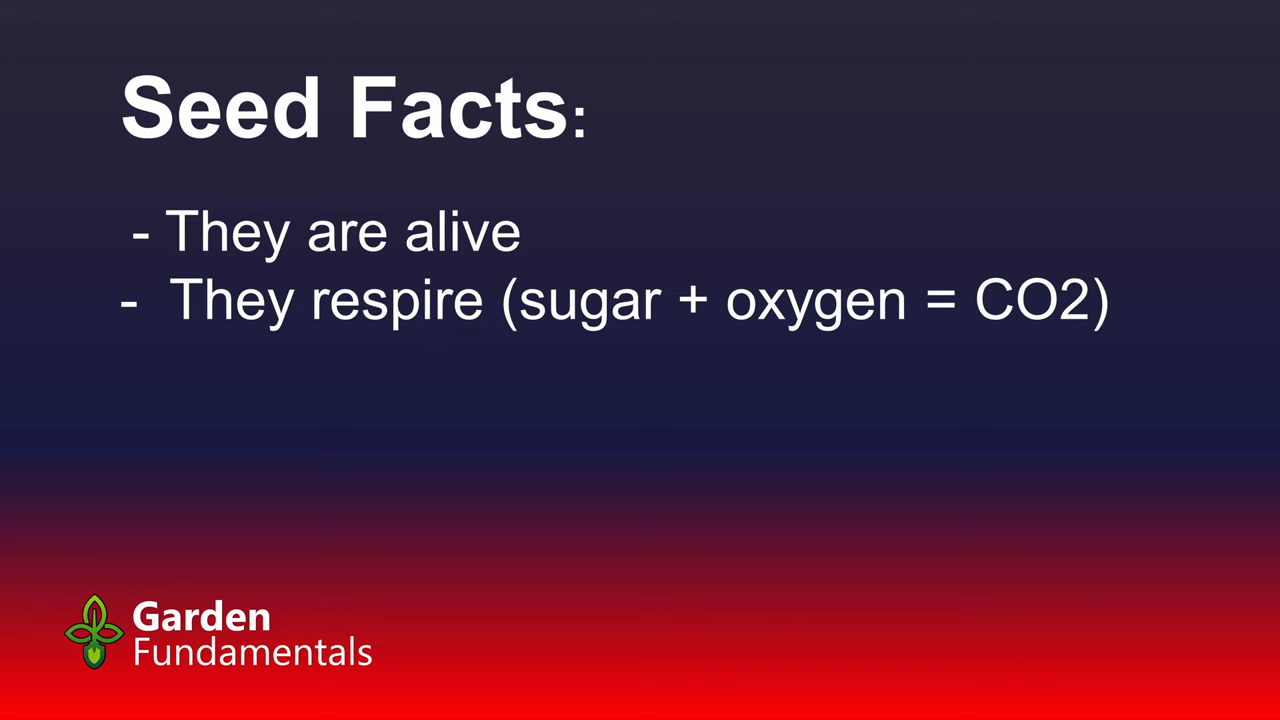 Seed Facts:
- They are alive
- They respire (sugar + oxygen = CO2)
Garden
Fundamentals